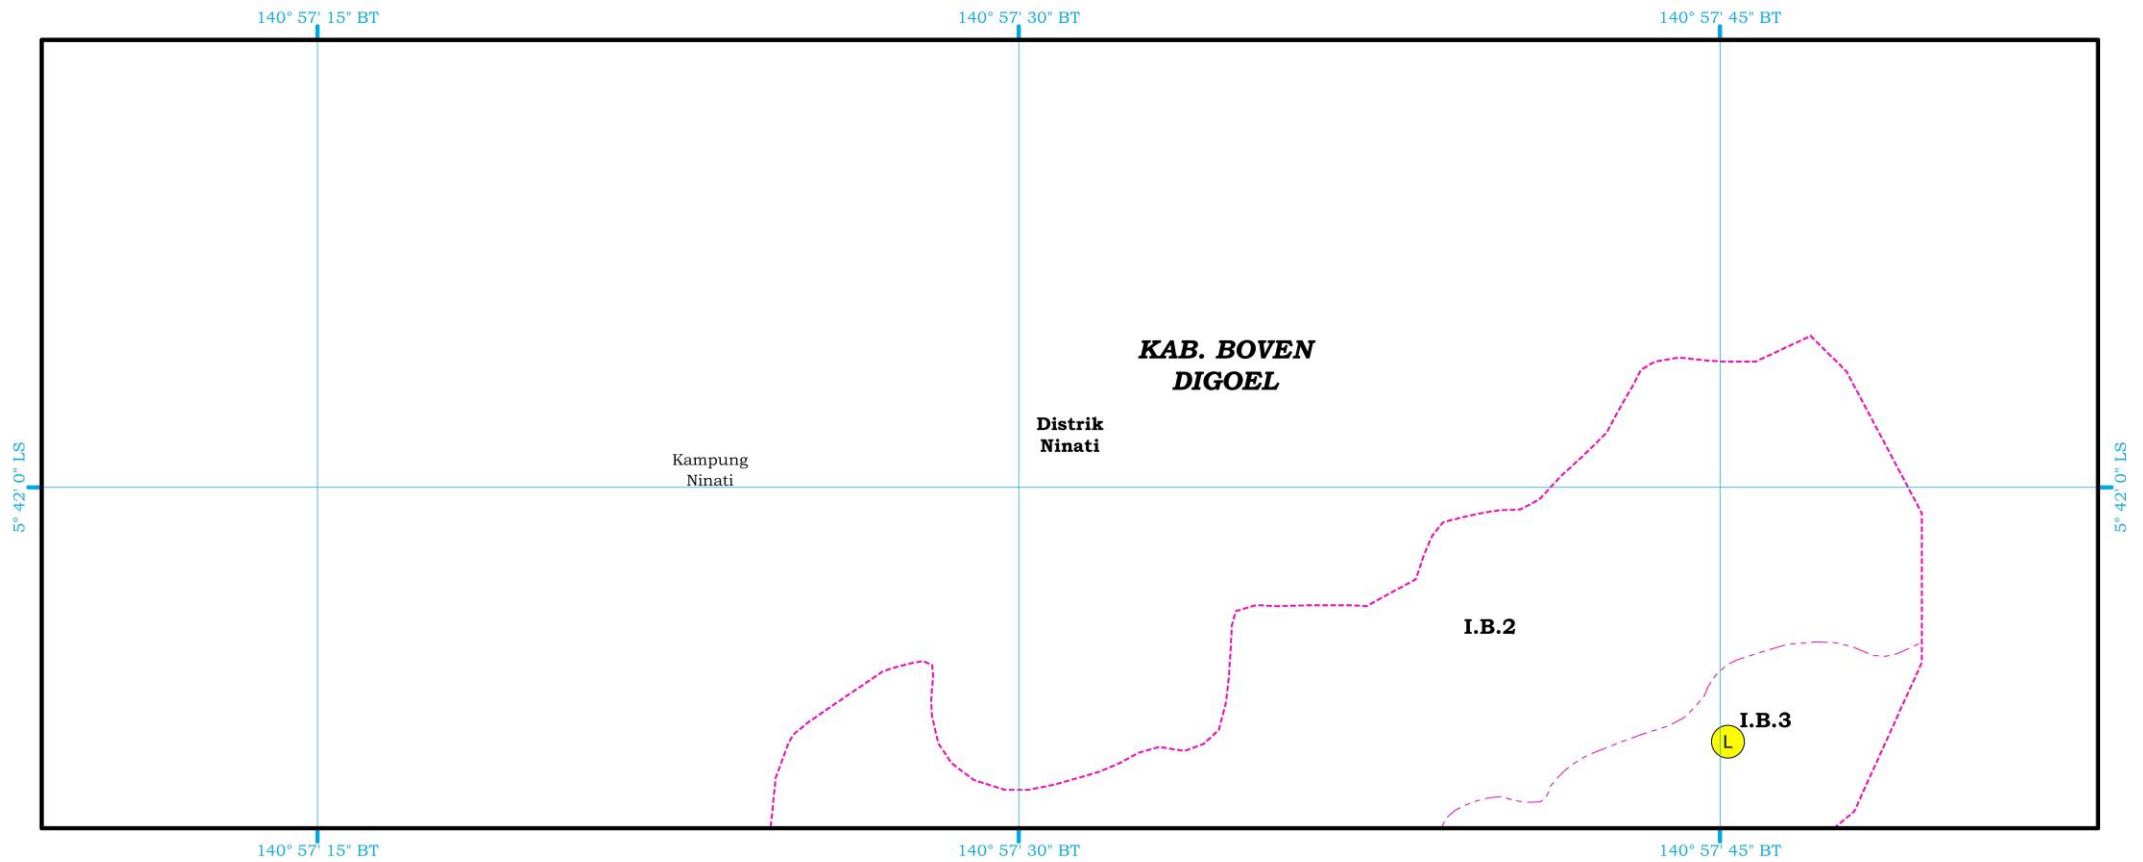 140° 57' 15" BT
140° 57' 30" BT
140° 57' 45" BT
KAB. BOVEN
DIGOEL
Distrik
Ninati
Kampung
Ninati
5° 42' 0" LS
5° 42' 0" LS
I.B.2
I.B.3
L
140° 57' 15" BT
140° 57' 30" BT
140° 57' 45" BT